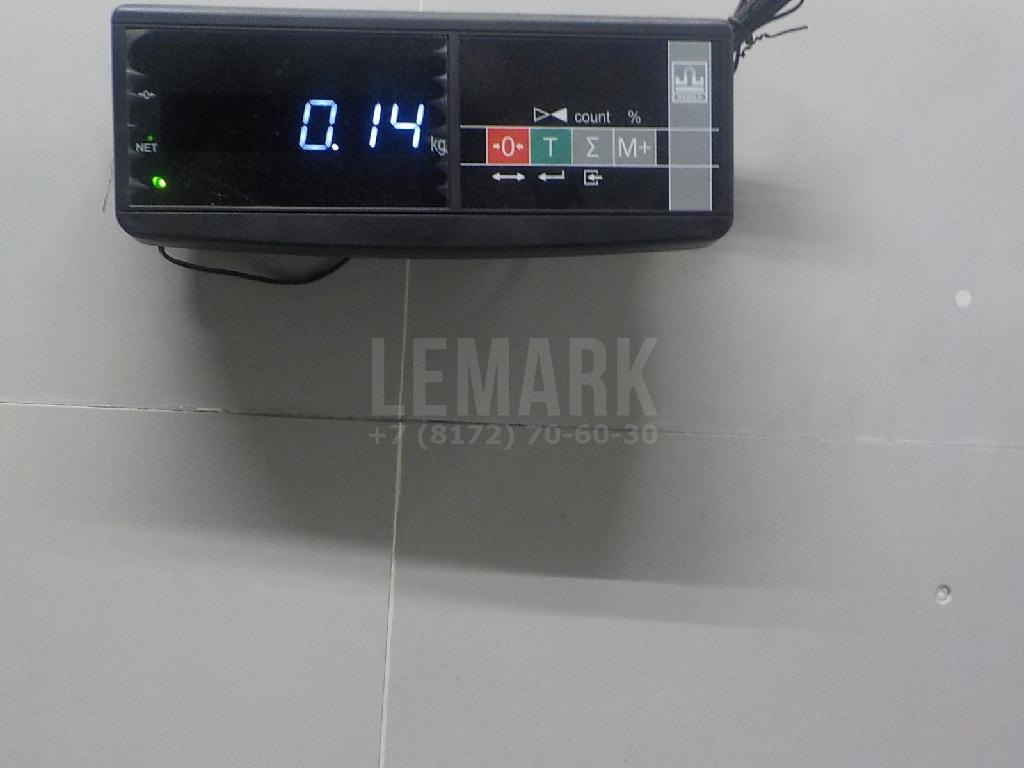 0.14 kg
NET
count %
→0← T Σ M+
LEMARK
+7 (8172) 70-60-30